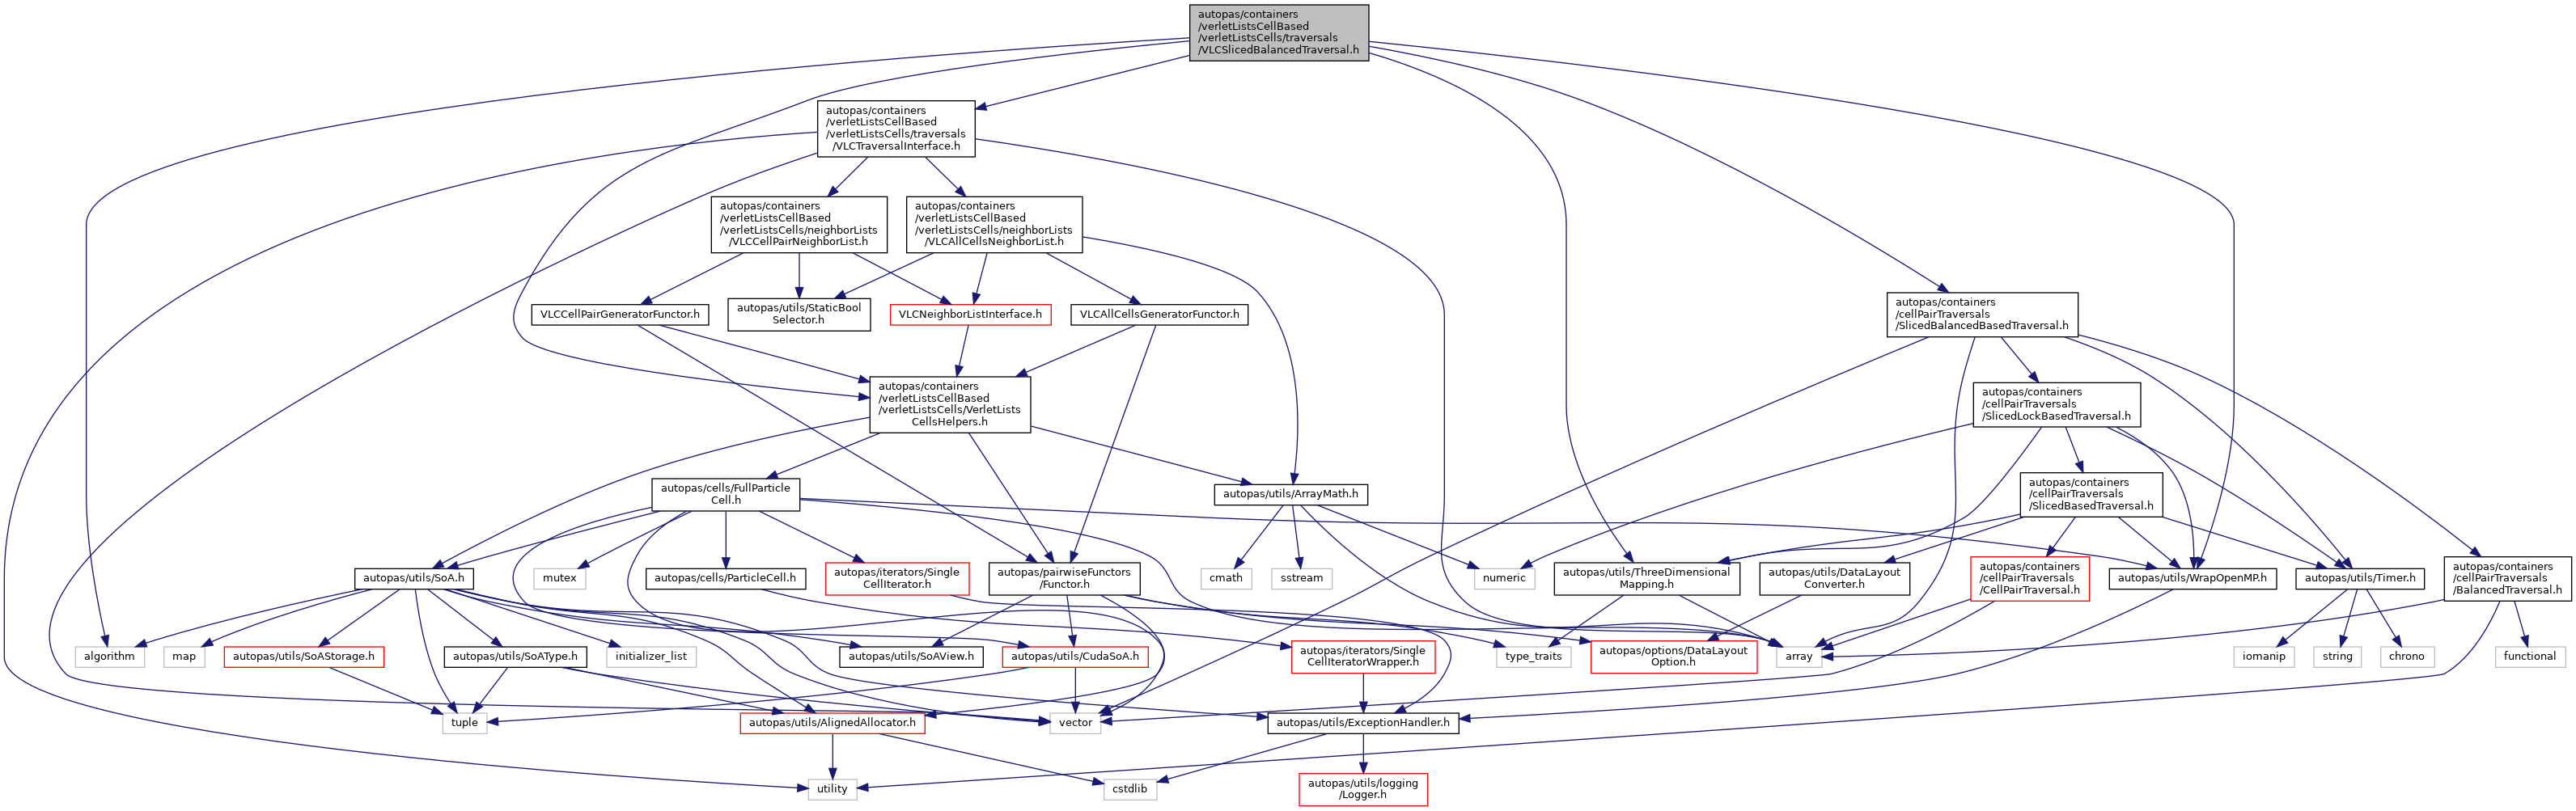 autopas/containers
/verletListsCellBased
/verletListsCells/traversals
/VLCSlicedBalancedTraversal.h
autopas/containers
/verletListsCellBased
/verletListsCells/traversals
/VLCTraversalInterface.h
autopas/containers
/verletListsCellBased
/verletListsCells/neighborLists
/VLCCellPairNeighborList.h
autopas/containers
/verletListsCellBased
/verletListsCells/neighborLists
/VLCAllCellsNeighborList.h
VLCCellPairGeneratorFunctor.h
autopas/utils/StaticBool
Selector.h
VLCNeighborListInterface.h
VLCAllCellsGeneratorFunctor.h
autopas/containers
/cellPairTraversals
/SlicedBalancedBasedTraversal.h
autopas/containers
/verletListsCellBased
/verletListsCells/VerletLists
CellsHelpers.h
autopas/containers
/cellPairTraversals
/SlicedLockBasedTraversal.h
autopas/cells/FullParticle
Cell.h
autopas/utils/ArrayMath.h
autopas/containers
/cellPairTraversals
/SlicedBasedTraversal.h
autopas/utils/SoA.h
mutex
autopas/cells/ParticleCell.h
autopas/iterators/Single
CellIterator.h
autopas/pairwiseFunctors
/Functor.h
cmath
sstream
numeric
autopas/utils/ThreeDimensional
Mapping.h
autopas/utils/DataLayout
Converter.h
autopas/containers
/cellPairTraversals
/CellPairTraversal.h
autopas/utils/WrapOpenMP.h
autopas/utils/Timer.h
autopas/containers
/cellPairTraversals
/BalancedTraversal.h
algorithm
map
autopas/utils/SoAStorage.h
autopas/utils/SoAType.h
initializer_list
autopas/utils/SoAView.h
autopas/utils/CudaSoA.h
autopas/iterators/Single
CellIteratorWrapper.h
type_traits
autopas/options/DataLayout
Option.h
array
iomanip
string
chrono
functional
tuple
autopas/utils/AlignedAllocator.h
vector
autopas/utils/ExceptionHandler.h
utility
cstdlib
autopas/utils/logging
/Logger.h